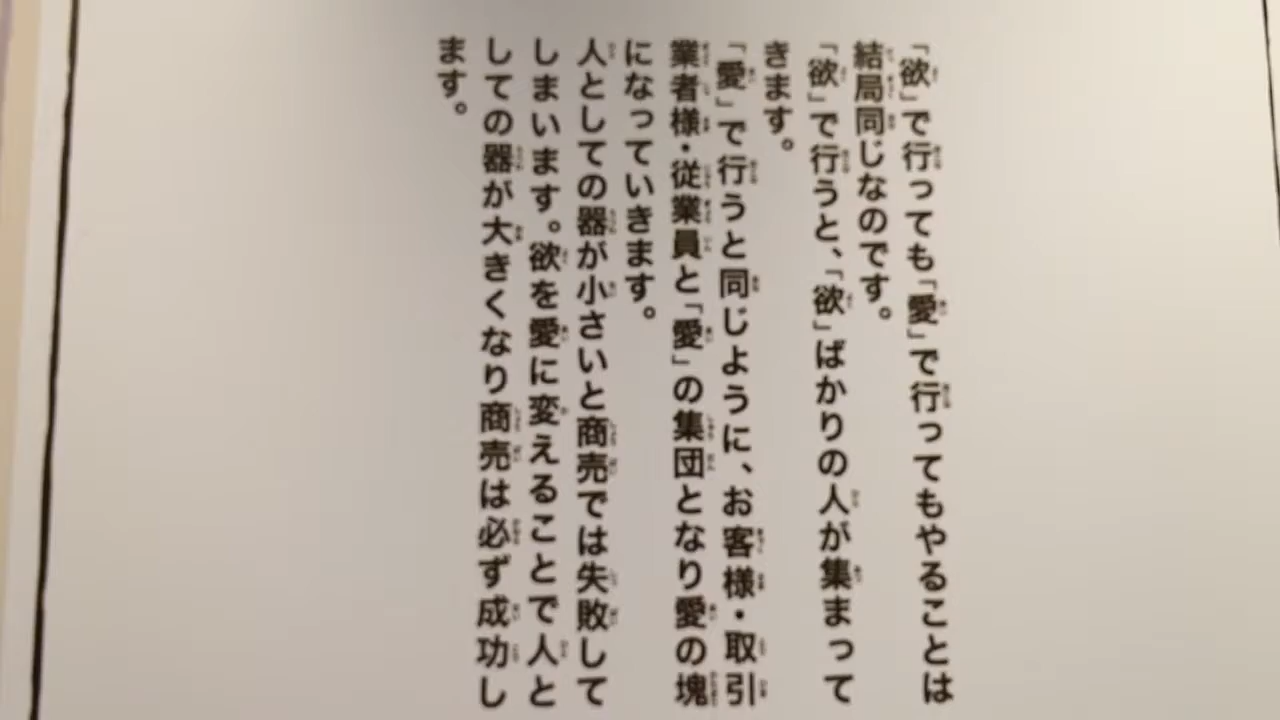 「欲」で行っても「愛」で行ってもやることは
結局同じなのです。
「欲」で行うと、「欲」ばかりの人が集まって
きます。
「愛」で行うと同じように、お客様・取引
業者様・従業員と「愛」の集団となり愛の塊
になっていきます。
人としての器が小さいと商売では失敗して
しまいます。欲を愛に変えることで人と
しての器が大きくなり商売は必ず成功し
ます。